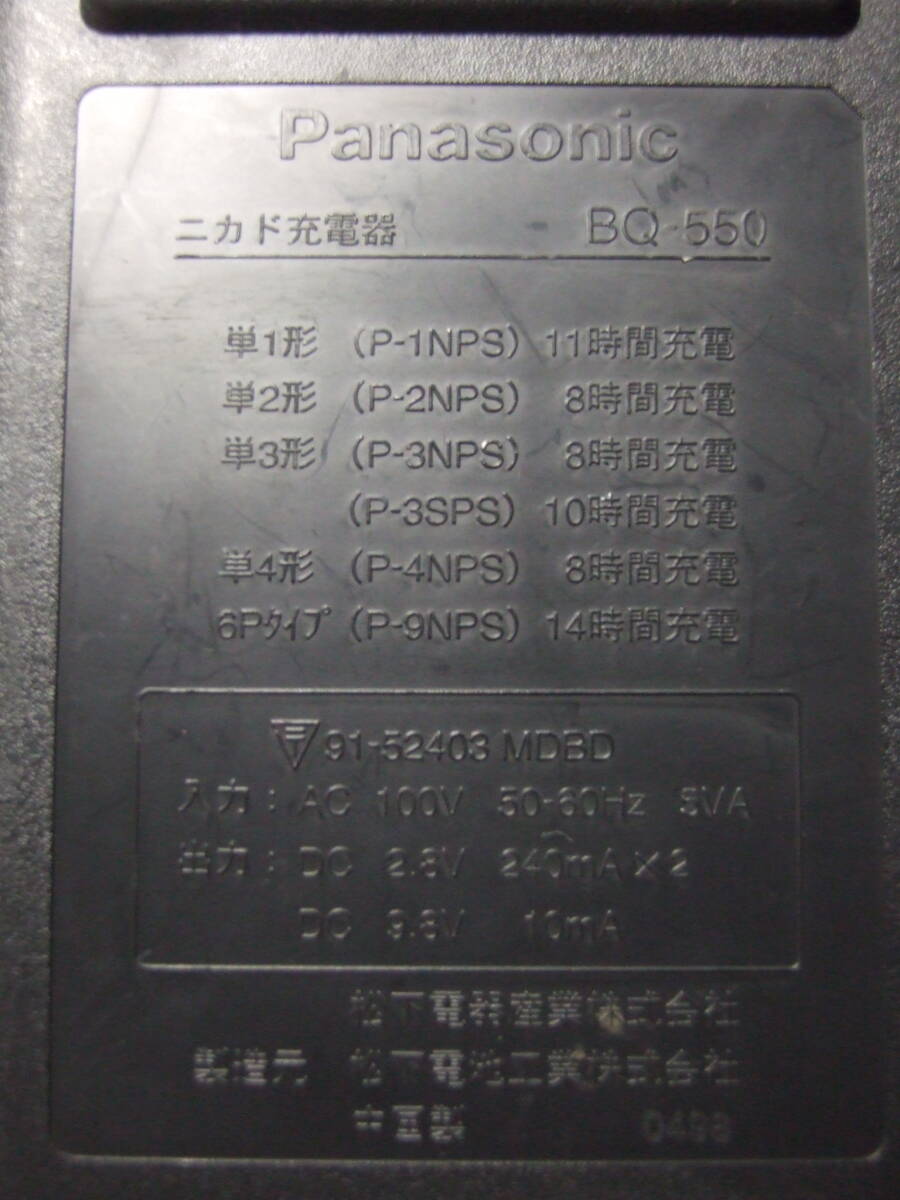 Panasonic
ニカド充電器 BQ-550
単1形 (P-1NPS) 11時間充電
単2形 (P-2NPS) 8時間充電
単3形 (P-3NPS) 8時間充電
(P-3SPS) 10時間充電
単4形 (P-4NPS) 8時間充電
6Pタイプ (P-9NPS) 14時間充電
91-52403 MDBD
入力: AC 100V 50-60Hz
出力: DC 2.8V 240mA×2
DC 10mA
松下電器産業株式会社
製造元 松下電池工業株式会社
中国製 0498